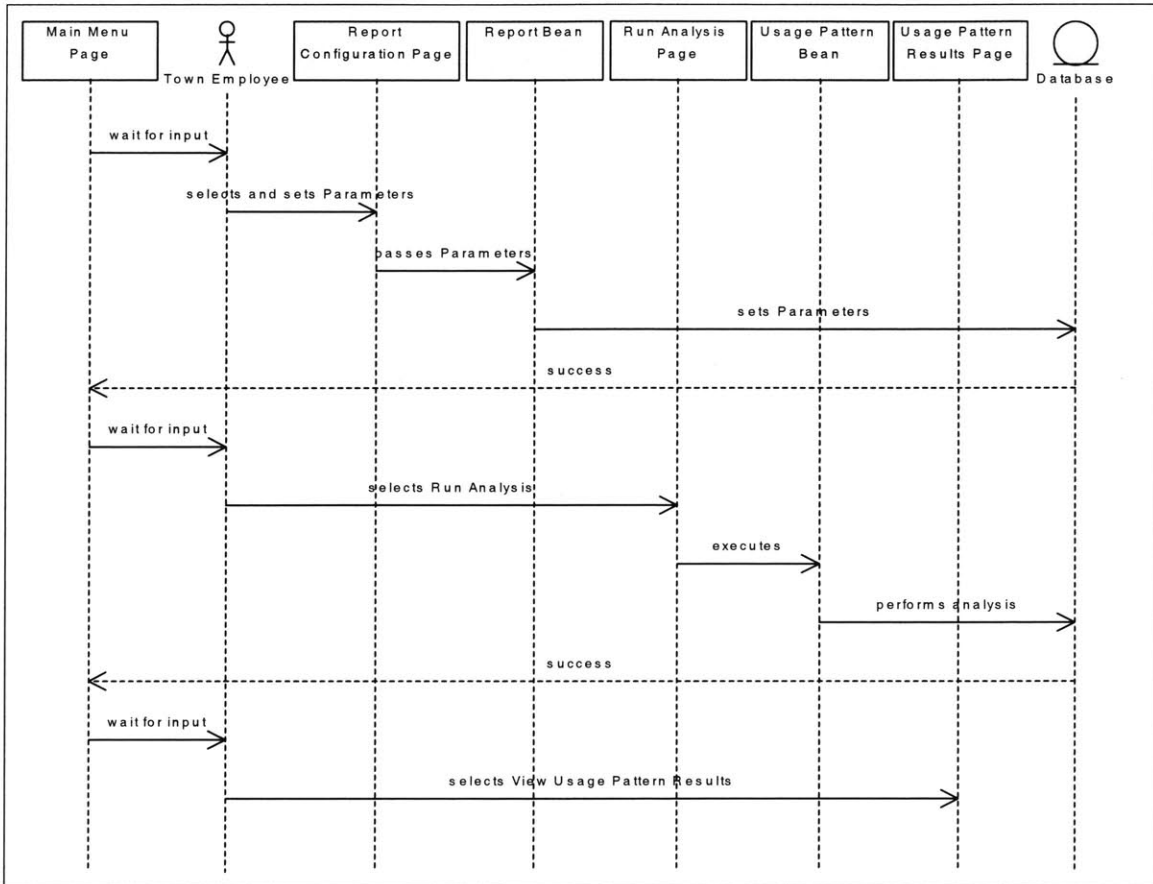 Main Menu
Page
Town Employee
Report
Configuration Page
Report Bean
Run Analysis
Page
Usage Pattern
Bean
Usage Pattern
Results Page
Database
wait for input
selects and sets Parameters
passes Parameters
sets Parameters
success
wait for input
selects Run Analysis
executes
performs analysis
success
wait for input
selects View Usage Pattern Results